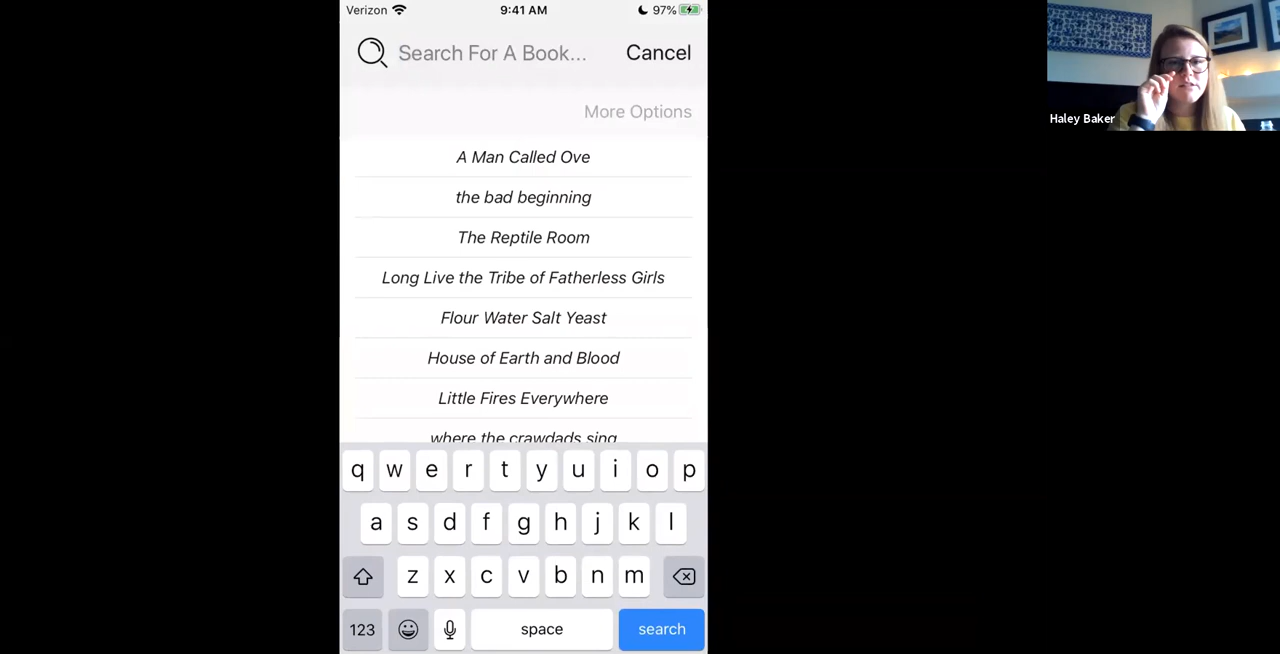 Verizon 9:41 AM 97%
Search For A Book... Cancel
More Options
A Man Called Ove
the bad beginning
The Reptile Room
Long Live the Tribe of Fatherless Girls
Flour Water Salt Yeast
House of Earth and Blood
Little Fires Everywhere
where the crawdads sing
q w e r t y u i o p
a s d f g h j k l
z x c v b n m
123 space search
Haley Baker